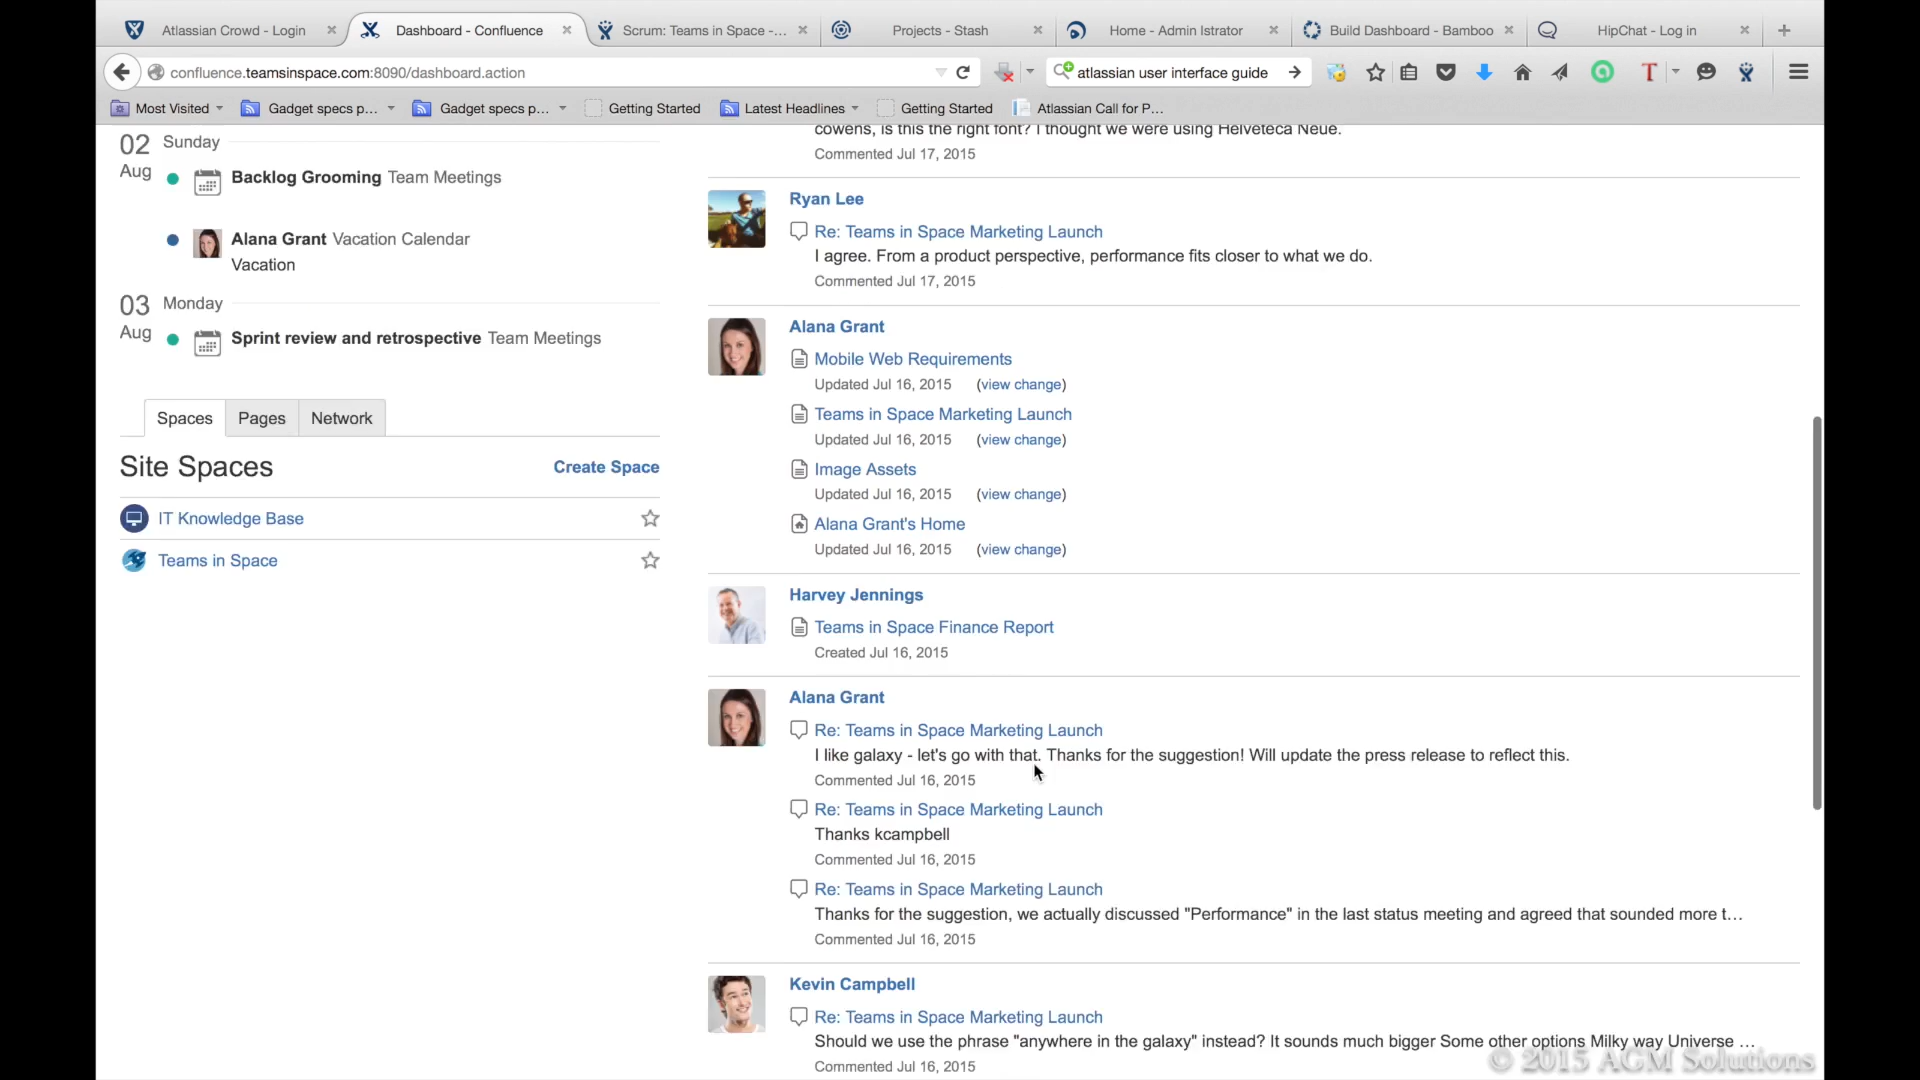 Atlassian Crowd - Login
Dashboard - Confluence
Scrum: Teams in Space -...
Projects - Stash
Home - Admin Istrator
Build Dashboard - Bamboo
HipChat - Log in
confluence.teamsinspace.com:8090/dashboard.action
atlassian user interface guide
Most Visited
Gadget specs p...
Gadget specs p...
Getting Started
Latest Headlines
Getting Started
Atlassian Call for P...
02 Sunday
Aug
Backlog Grooming Team Meetings
Alana Grant Vacation Calendar
Vacation
03 Monday
Aug
Sprint review and retrospective Team Meetings
Spaces
Pages
Network
Site Spaces
Create Space
IT Knowledge Base
Teams in Space
cowens, is this the right font? I thought we were using Helveteca Neue.
Commented Jul 17, 2015
Ryan Lee
Re: Teams in Space Marketing Launch
I agree. From a product perspective, performance fits closer to what we do.
Commented Jul 17, 2015
Alana Grant
Mobile Web Requirements
Updated Jul 16, 2015 (view change)
Teams in Space Marketing Launch
Updated Jul 16, 2015 (view change)
Image Assets
Updated Jul 16, 2015 (view change)
Alana Grant's Home
Updated Jul 16, 2015 (view change)
Harvey Jennings
Teams in Space Finance Report
Created Jul 16, 2015
Alana Grant
Re: Teams in Space Marketing Launch
I like galaxy - let's go with that. Thanks for the suggestion! Will update the press release to reflect this.
Commented Jul 16, 2015
Re: Teams in Space Marketing Launch
Thanks kcampbell
Commented Jul 16, 2015
Re: Teams in Space Marketing Launch
Thanks for the suggestion, we actually discussed "Performance" in the last status meeting and agreed that sounded more t...
Commented Jul 16, 2015
Kevin Campbell
Re: Teams in Space Marketing Launch
Should we use the phrase "anywhere in the galaxy" instead? It sounds much bigger Some other options Milky way Universe ...
Commented Jul 16, 2015
© 2015 AGM Solutions